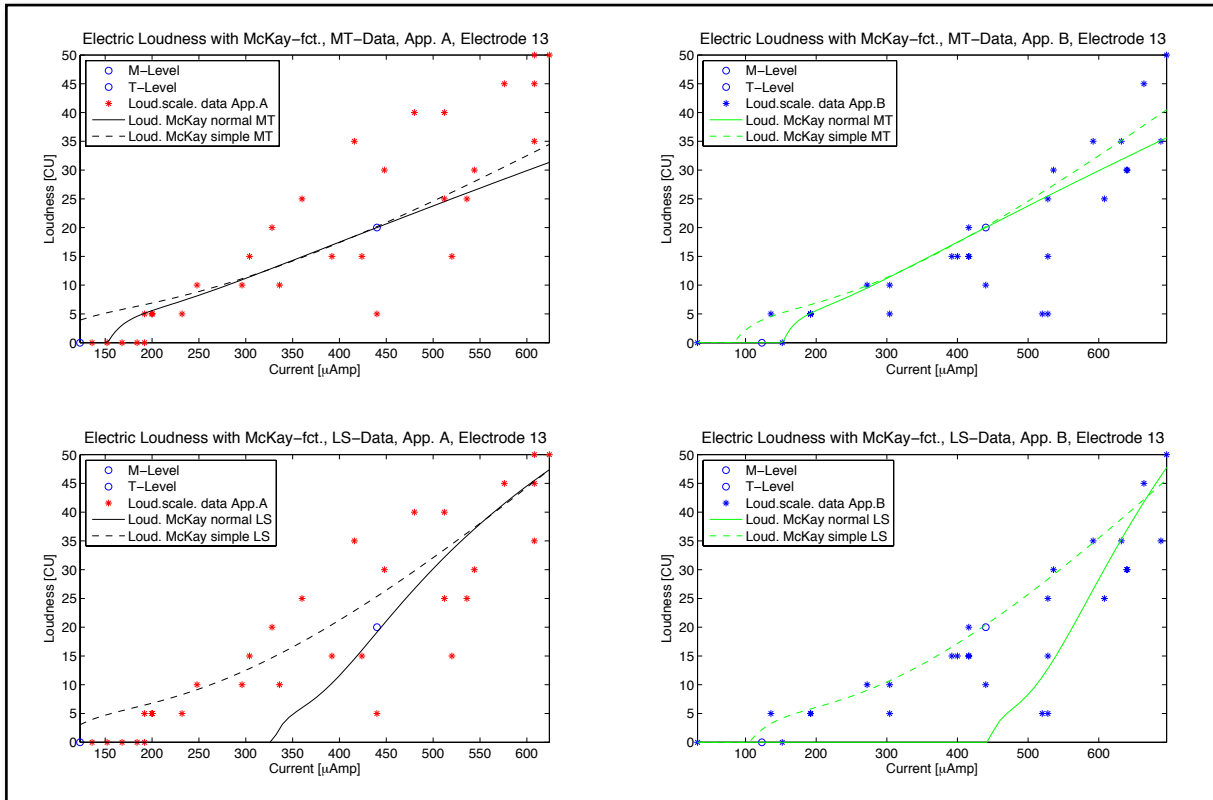 Electric Loudness with McKay-fct., MT-Data, App. A, Electrode 13
50
45
40
35
30
25
20
15
10
5
0
Loudness [CU]
M-Level
T-Level
Loud.scale. data App.A
Loud. McKay normal MT
Loud. McKay simple MT
150 200 250 300 350 400 450 500 550 600
Current [μAmp]
Electric Loudness with McKay-fct., MT-Data, App. B, Electrode 13
50
45
40
35
30
25
20
15
10
5
0
Loudness [CU]
M-Level
T-Level
Loud.scale. data App.B
Loud. McKay normal MT
Loud. McKay simple MT
100 200 300 400 500 600
Current [μAmp]
Electric Loudness with McKay-fct., LS-Data, App. A, Electrode 13
50
45
40
35
30
25
20
15
10
5
0
Loudness [CU]
M-Level
T-Level
Loud.scale. data App.A
Loud. McKay normal LS
Loud. McKay simple LS
150 200 250 300 350 400 450 500 550 600
Current [μAmp]
Electric Loudness with McKay-fct., LS-Data, App. B, Electrode 13
50
45
40
35
30
25
20
15
10
5
0
Loudness [CU]
M-Level
T-Level
Loud.scale. data App.B
Loud. McKay normal LS
Loud. McKay simple LS
100 200 300 400 500 600
Current [μAmp]